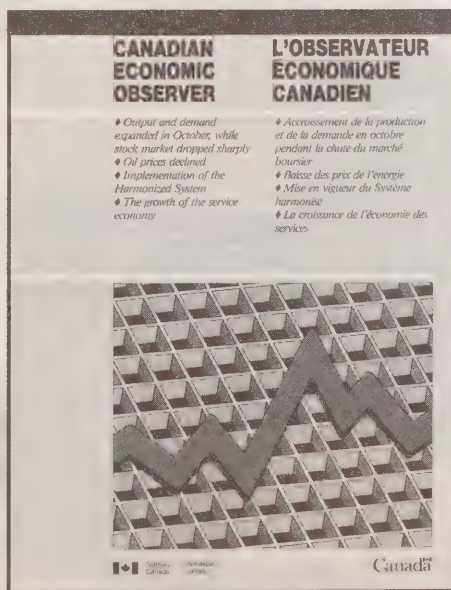 CANADIAN
ECONOMIC
OBSERVER
♦ Output and demand
expanded in October, while
stock market dropped sharply
♦ Oil prices declined
♦ Implementation of the
Harmonized System
♦ The growth of the service
economy
L'OBSERVATEUR
ÉCONOMIQUE
CANADIEN
♦ Accroissement de la production
et de la demande en octobre
pendant la chute du marché
boursier
♦ Baisse des prix de l'energie
♦ Mise en vigueur du Système
harmonisé
♦ La croissance de l'économie des
services
Canada
Canada